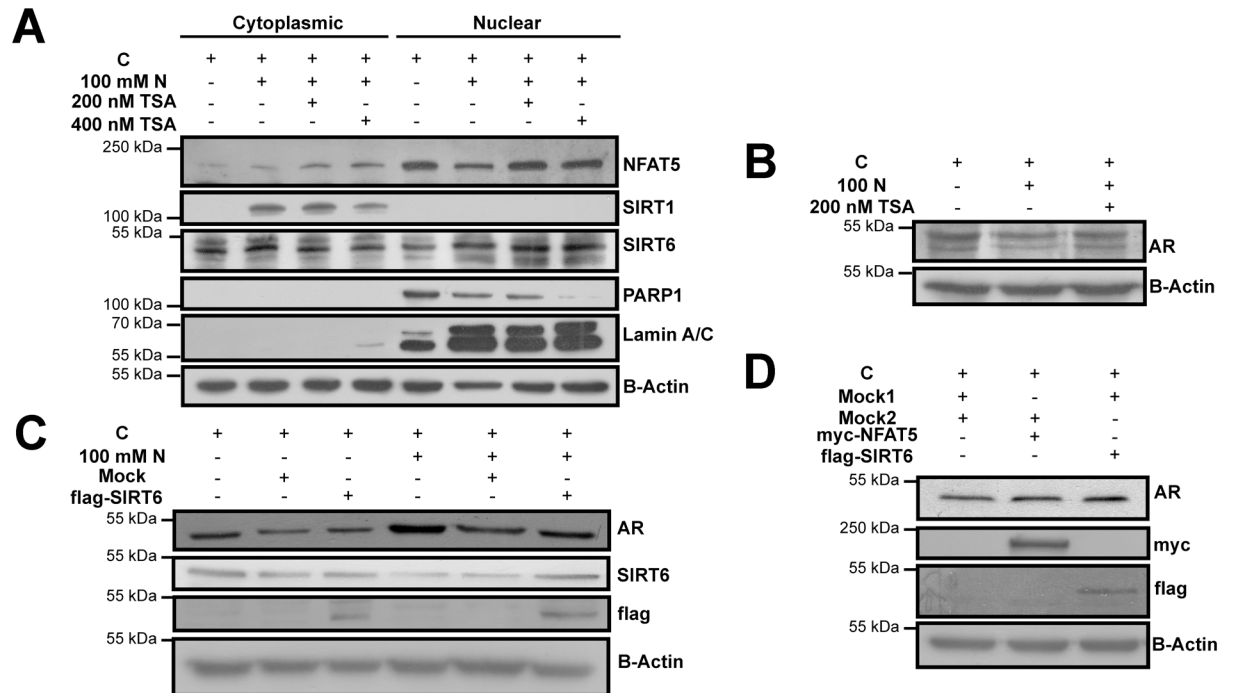 A
Cytoplasmic Nuclear
C + + + + + + + +
100 mM N - + + + - + + +
200 nM TSA - - + - - - + -
400 nM TSA - - - + - - - +
250 kDa NFAT5
100 kDa SIRT1
55 kDa SIRT6
100 kDa PARP1
70 kDa Lamin A/C
55 kDa
55 kDa B-Actin
B
C + + +
100 N - + +
200 nM TSA - - +
55 kDa AR
55 kDa B-Actin
C
C + + + + + +
100 mM N - - - + + +
Mock - + - - + -
flag-SIRT6 - - + - - +
55 kDa AR
55 kDa SIRT6
55 kDa flag
55 kDa B-Actin
D
C + + +
Mock1 + - +
Mock2 + + -
myc-NFAT5 - + -
flag-SIRT6 - - +
55 kDa AR
250 kDa myc
55 kDa flag
55 kDa B-Actin